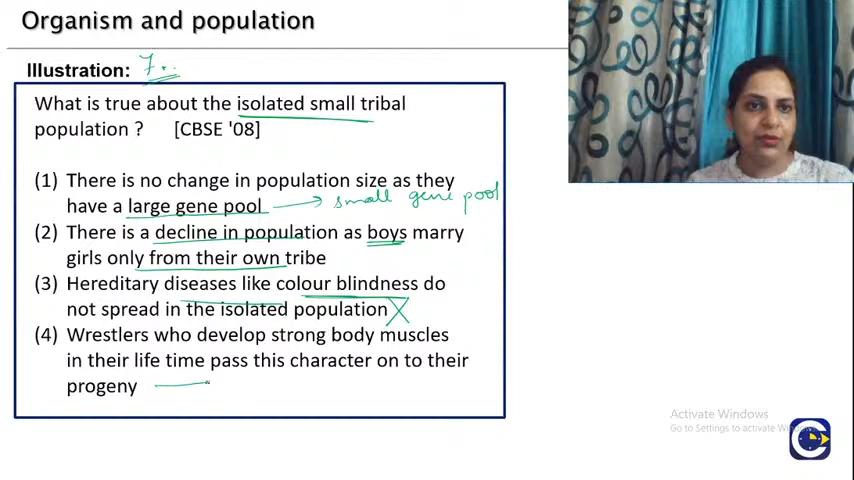 Organism and population
Illustration: 7..
What is true about the isolated small tribal
population ? [CBSE '08]
(1) There is no change in population size as they
have a large gene pool → small gene pool
(2) There is a decline in population as boys marry
girls only from their own tribe
(3) Hereditary diseases like colour blindness do
not spread in the isolated population
(4) Wrestlers who develop strong body muscles
in their life time pass this character on to their
progeny
Activate Windows
Go to Settings to activate